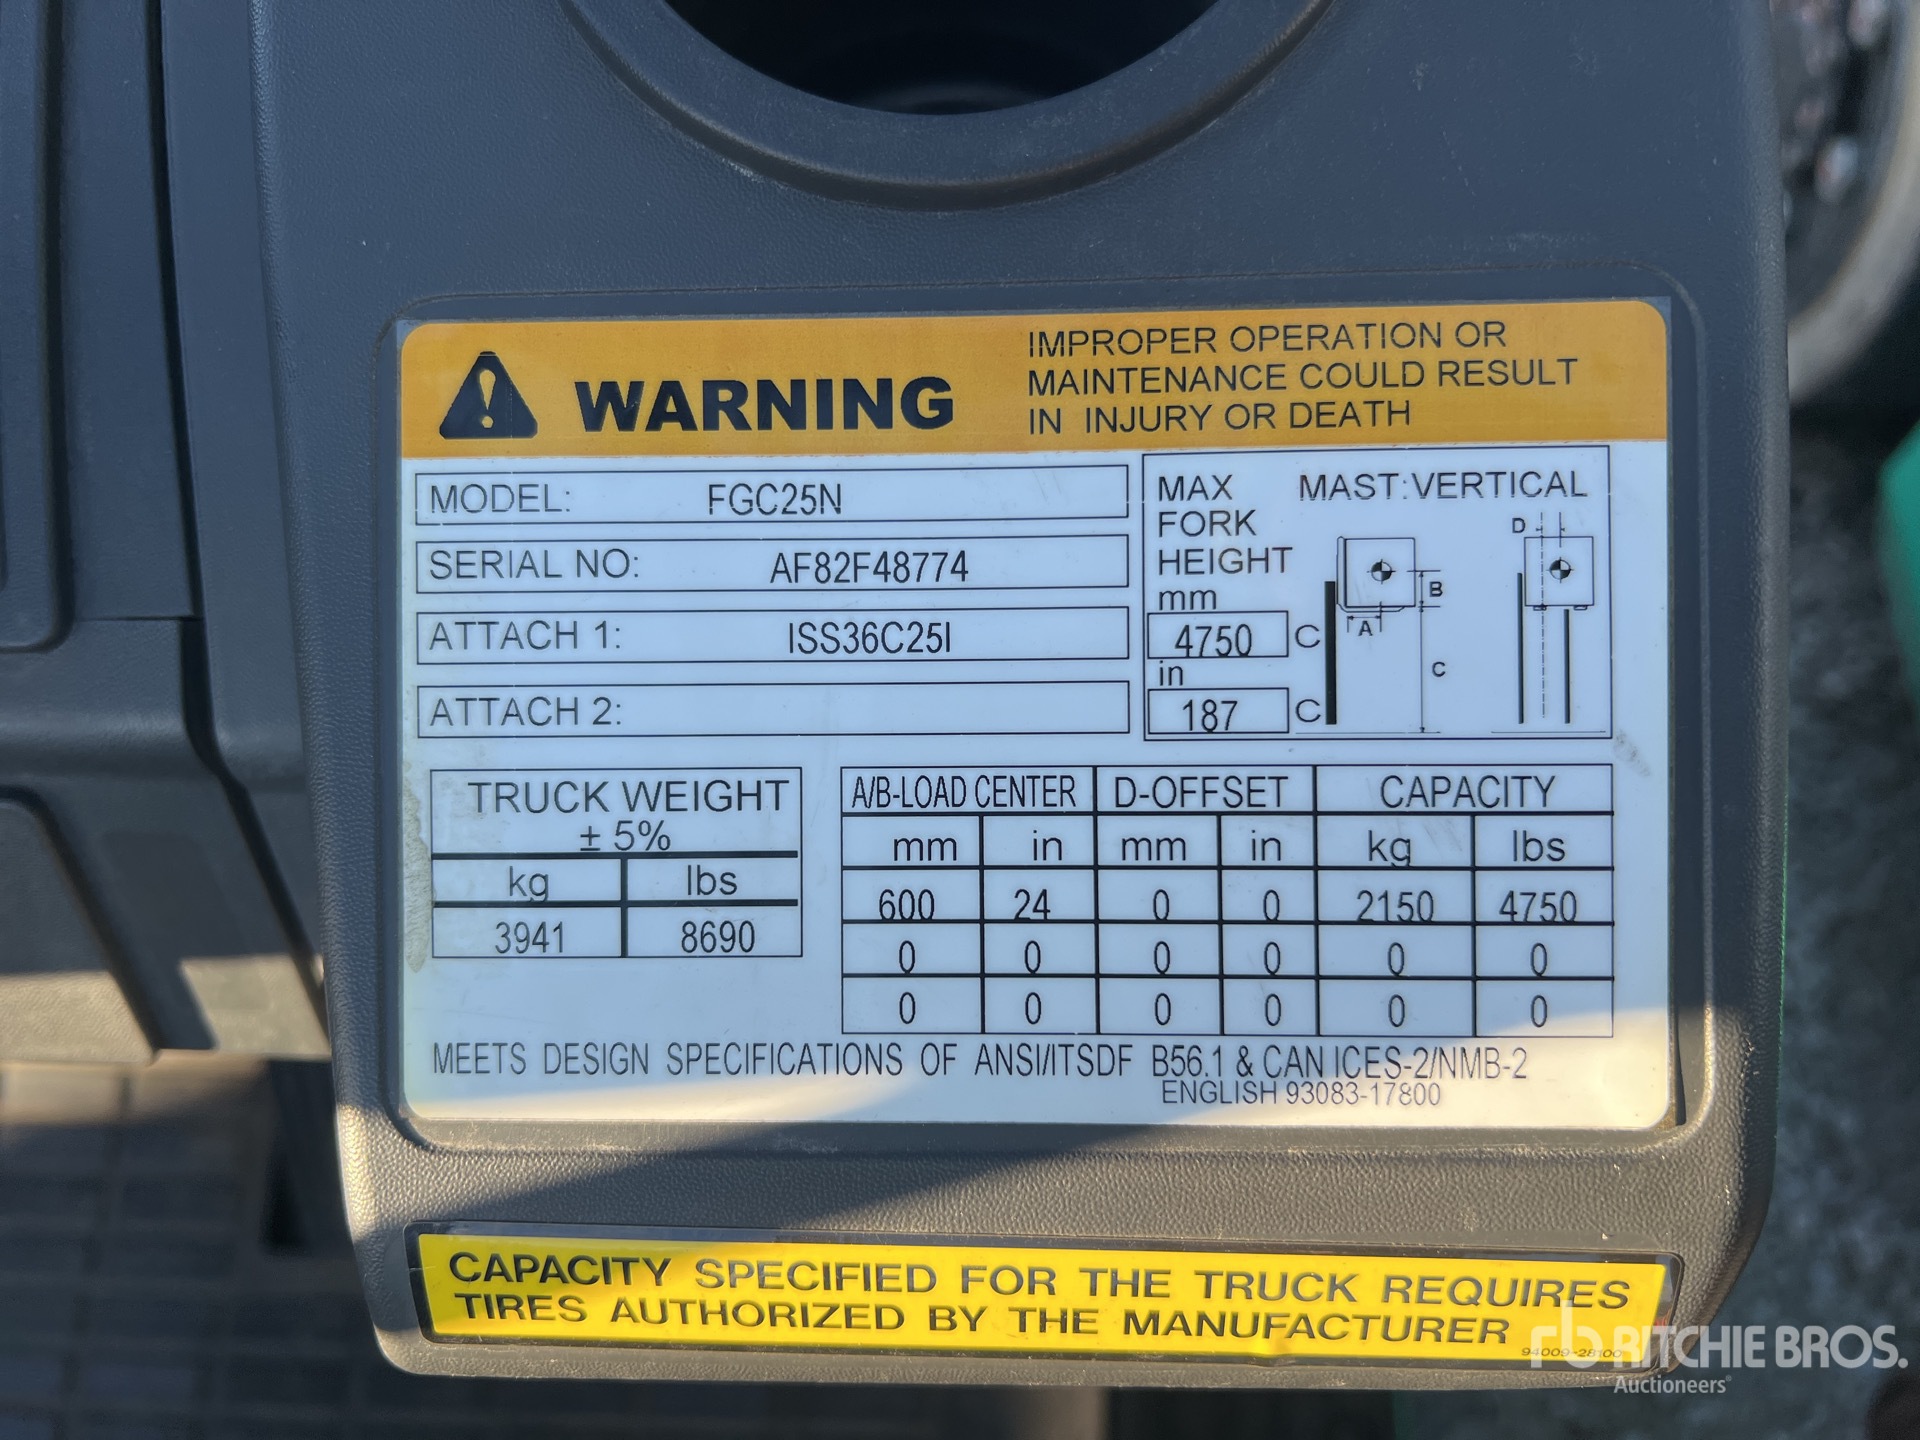 WARNING
IMPROPER OPERATION OR
MAINTENANCE COULD RESULT
IN INJURY OR DEATH
MODEL: FGC25N
SERIAL NO: AF82F48774
ATTACH 1: ISS36C25I
ATTACH 2:
MAX FORK HEIGHT
MAST:VERTICAL
mm
4750 C
in
187 C
A
B
C
D
TRUCK WEIGHT
± 5%
kg lbs
3941 8690
A/B-LOAD CENTER D-OFFSET CAPACITY
mm in mm in kg lbs
600 24 0 0 2150 4750
0 0 0 0 0 0
0 0 0 0 0 0
MEETS DESIGN SPECIFICATIONS OF ANSI/ITSDF B56.1 & CAN ICES-2/NMB-2
ENGLISH 93083-17800
CAPACITY SPECIFIED FOR THE TRUCK REQUIRES
TIRES AUTHORIZED BY THE MANUFACTURER
94009-28100
rb RITCHIE BROS.
Auctioneers